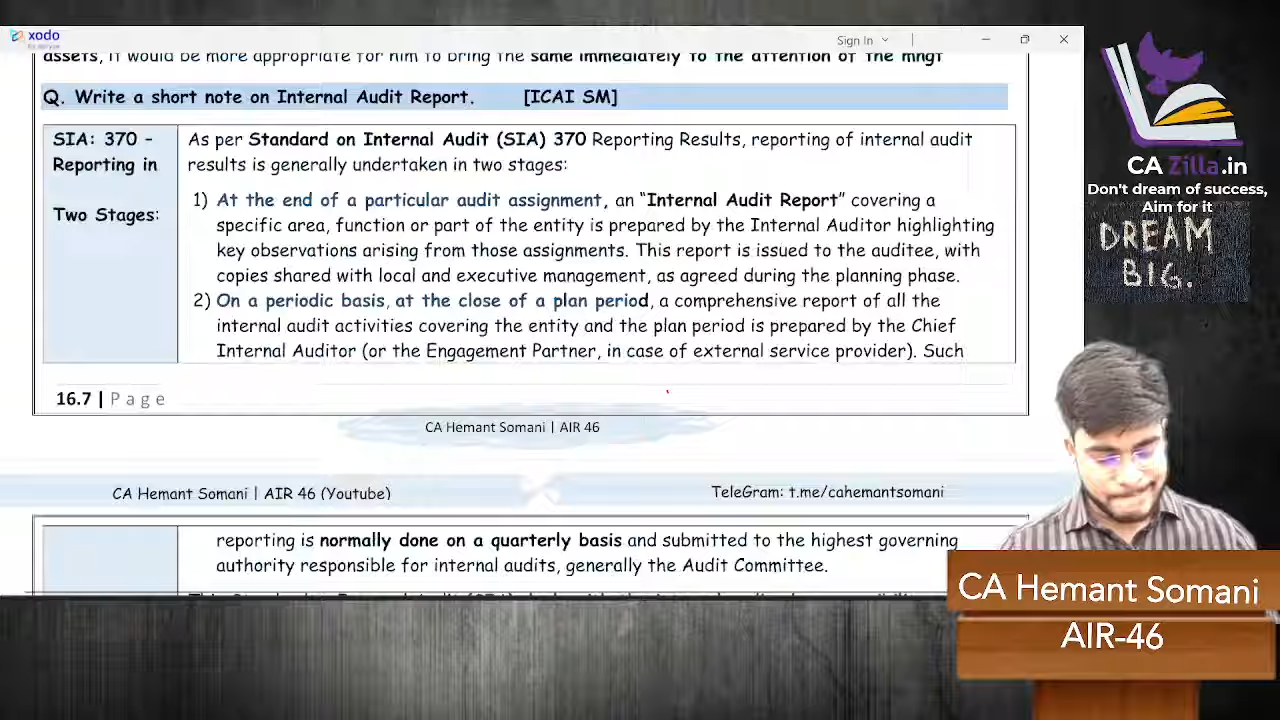 xodo
Sign In
assets, it would be more appropriate for him to bring the same immediately to the attention of the mngt
Q. Write a short note on Internal Audit Report. [ICAI SM]
SIA: 370 -
Reporting in
Two Stages:
As per Standard on Internal Audit (SIA) 370 Reporting Results, reporting of internal audit
results is generally undertaken in two stages:
1) At the end of a particular audit assignment, an “Internal Audit Report” covering a
specific area, function or part of the entity is prepared by the Internal Auditor highlighting
key observations arising from those assignments. This report is issued to the auditee, with
copies shared with local and executive management, as agreed during the planning phase.
2) On a periodic basis, at the close of a plan period, a comprehensive report of all the
internal audit activities covering the entity and the plan period is prepared by the Chief
Internal Auditor (or the Engagement Partner, in case of external service provider). Such
16.7 | Page
CA Hemant Somani | AIR 46
CA Hemant Somani | AIR 46 (Youtube)
TeleGram: t.me/cahemantsomani
reporting is normally done on a quarterly basis and submitted to the highest governing
authority responsible for internal audits, generally the Audit Committee.
CA Zilla.in
Don't dream of success,
Aim for it
DREAM
BIG.
CA Hemant Somani
AIR-46